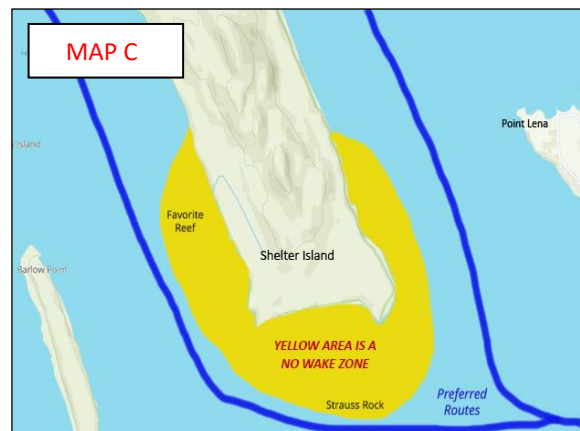 MAP C
Point Lena
Island
Favorite
Reef
Shelter Island
Barlow Point
YELLOW AREA IS A
NO WAKE ZONE
Preferred
Routes
Strauss Rock